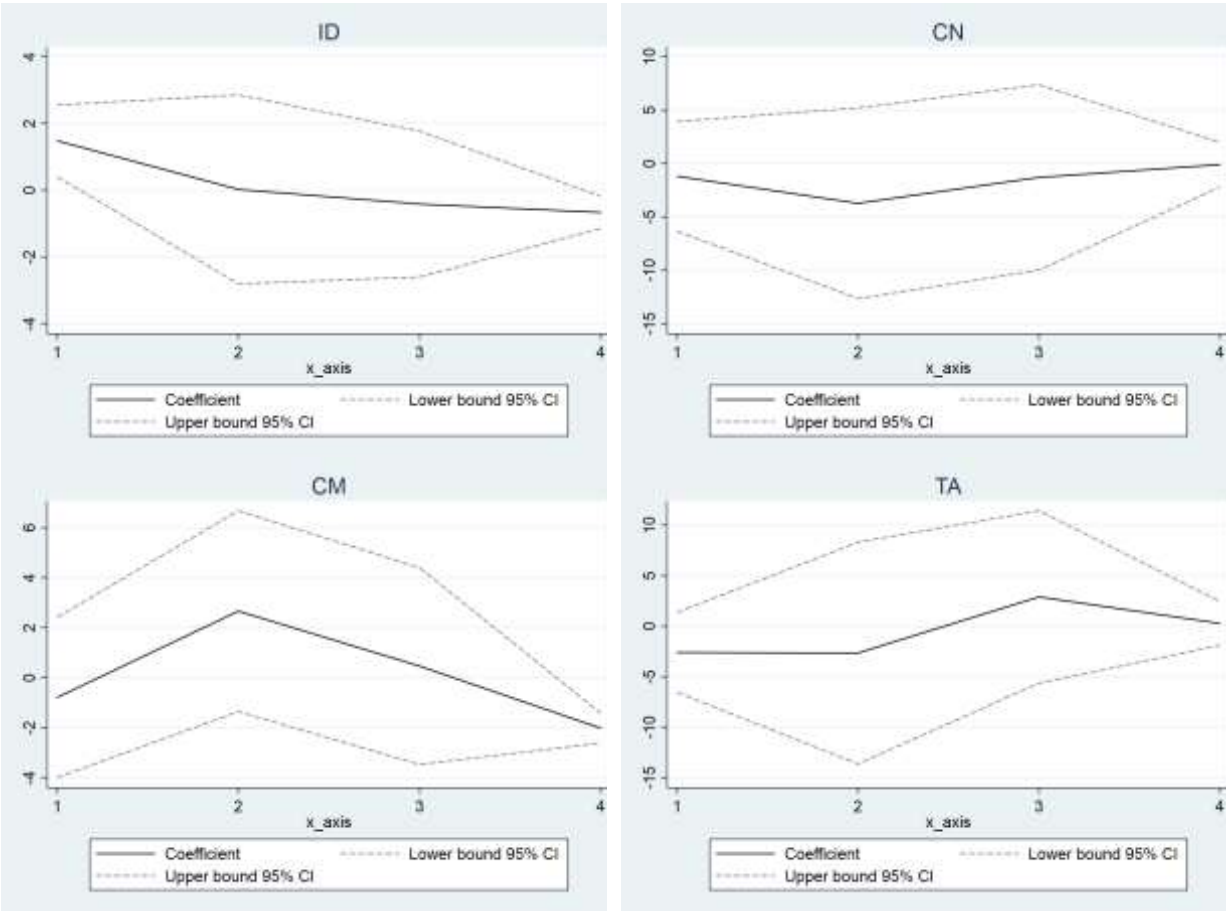 ID
4
2
0
-2
-4
1 2 3 4
x_axis
Coefficient Lower bound 95% CI
Upper bound 95% CI
CN
10
5
0
-5
-10
-15
1 2 3 4
x_axis
Coefficient Lower bound 95% CI
Upper bound 95% CI
CM
6
4
2
0
-2
-4
1 2 3 4
x_axis
Coefficient Lower bound 95% CI
Upper bound 95% CI
TA
10
5
0
-5
-10
-15
1 2 3 4
x_axis
Coefficient Lower bound 95% CI
Upper bound 95% CI